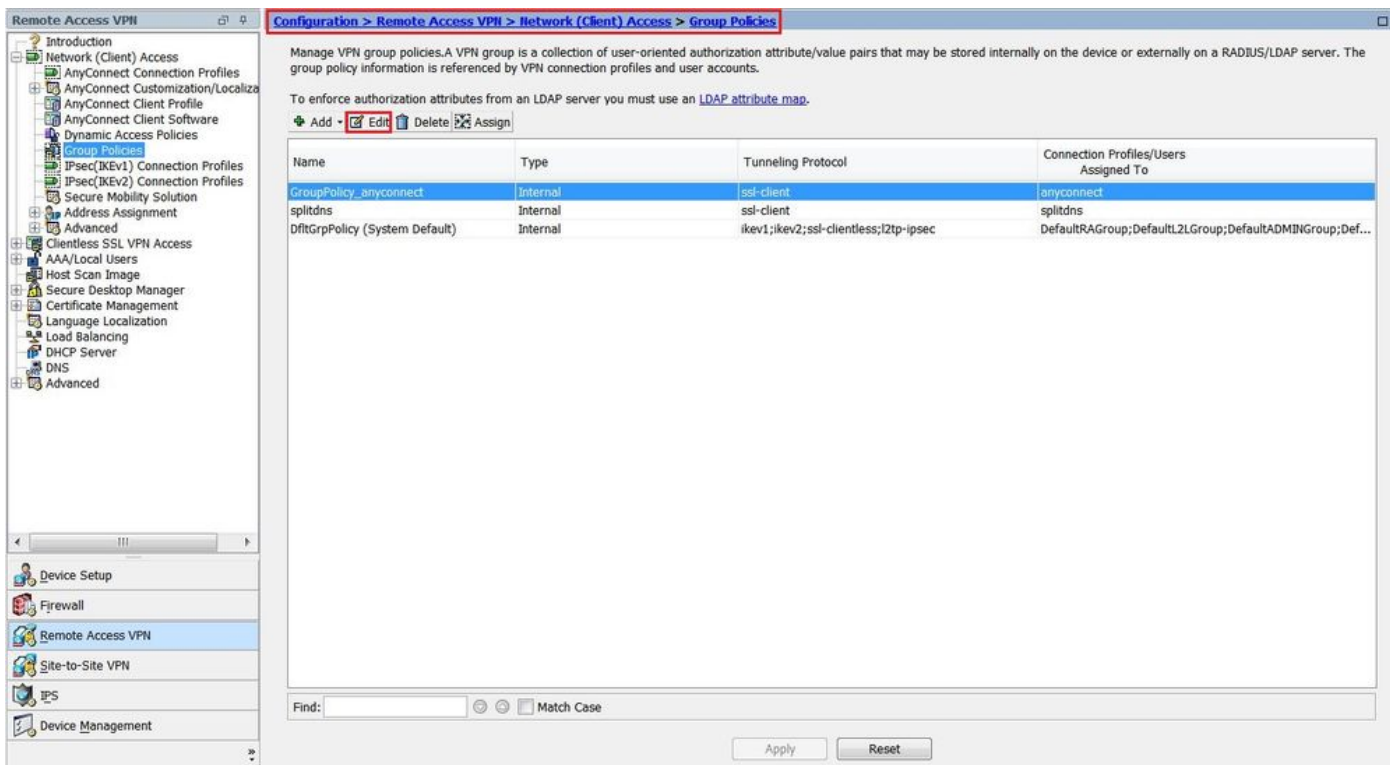 Remote Access VPN
Introduction
Network (Client) Access
AnyConnect Connection Profiles
AnyConnect Customization/Localiza
AnyConnect Client Profile
AnyConnect Client Software
Dynamic Access Policies
Group Policies
IPsec(IKEv1) Connection Profiles
IPsec(IKEv2) Connection Profiles
Secure Mobility Solution
Address Assignment
Advanced
Clientless SSL VPN Access
AAA/Local Users
Host Scan Image
Secure Desktop Manager
Certificate Management
Language Localization
Load Balancing
DHCP Server
DNS
Advanced
Device Setup
Firewall
Remote Access VPN
Site-to-Site VPN
IPS
Device Management
Configuration > Remote Access VPN > Network (Client) Access > Group Policies
Manage VPN group policies.A VPN group is a collection of user-oriented authorization attribute/value pairs that may be stored internally on the device or externally on a RADIUS/LDAP server. The
group policy information is referenced by VPN connection profiles and user accounts.
To enforce authorization attributes from an LDAP server you must use an LDAP attribute map.
Add Edit Delete Assign
Name Type Tunneling Protocol Connection Profiles/Users
Assigned To
GroupPolicy_anyconnect Internal ssl-client anyconnect
splitdns Internal ssl-client splitdns
DfltGrpPolicy (System Default) Internal ikev1;ikev2;ssl-clientless;l2tp-ipsec DefaultRAGroup;DefaultL2LGroup;DefaultADMINGroup;Def...
Find: Match Case
Apply Reset